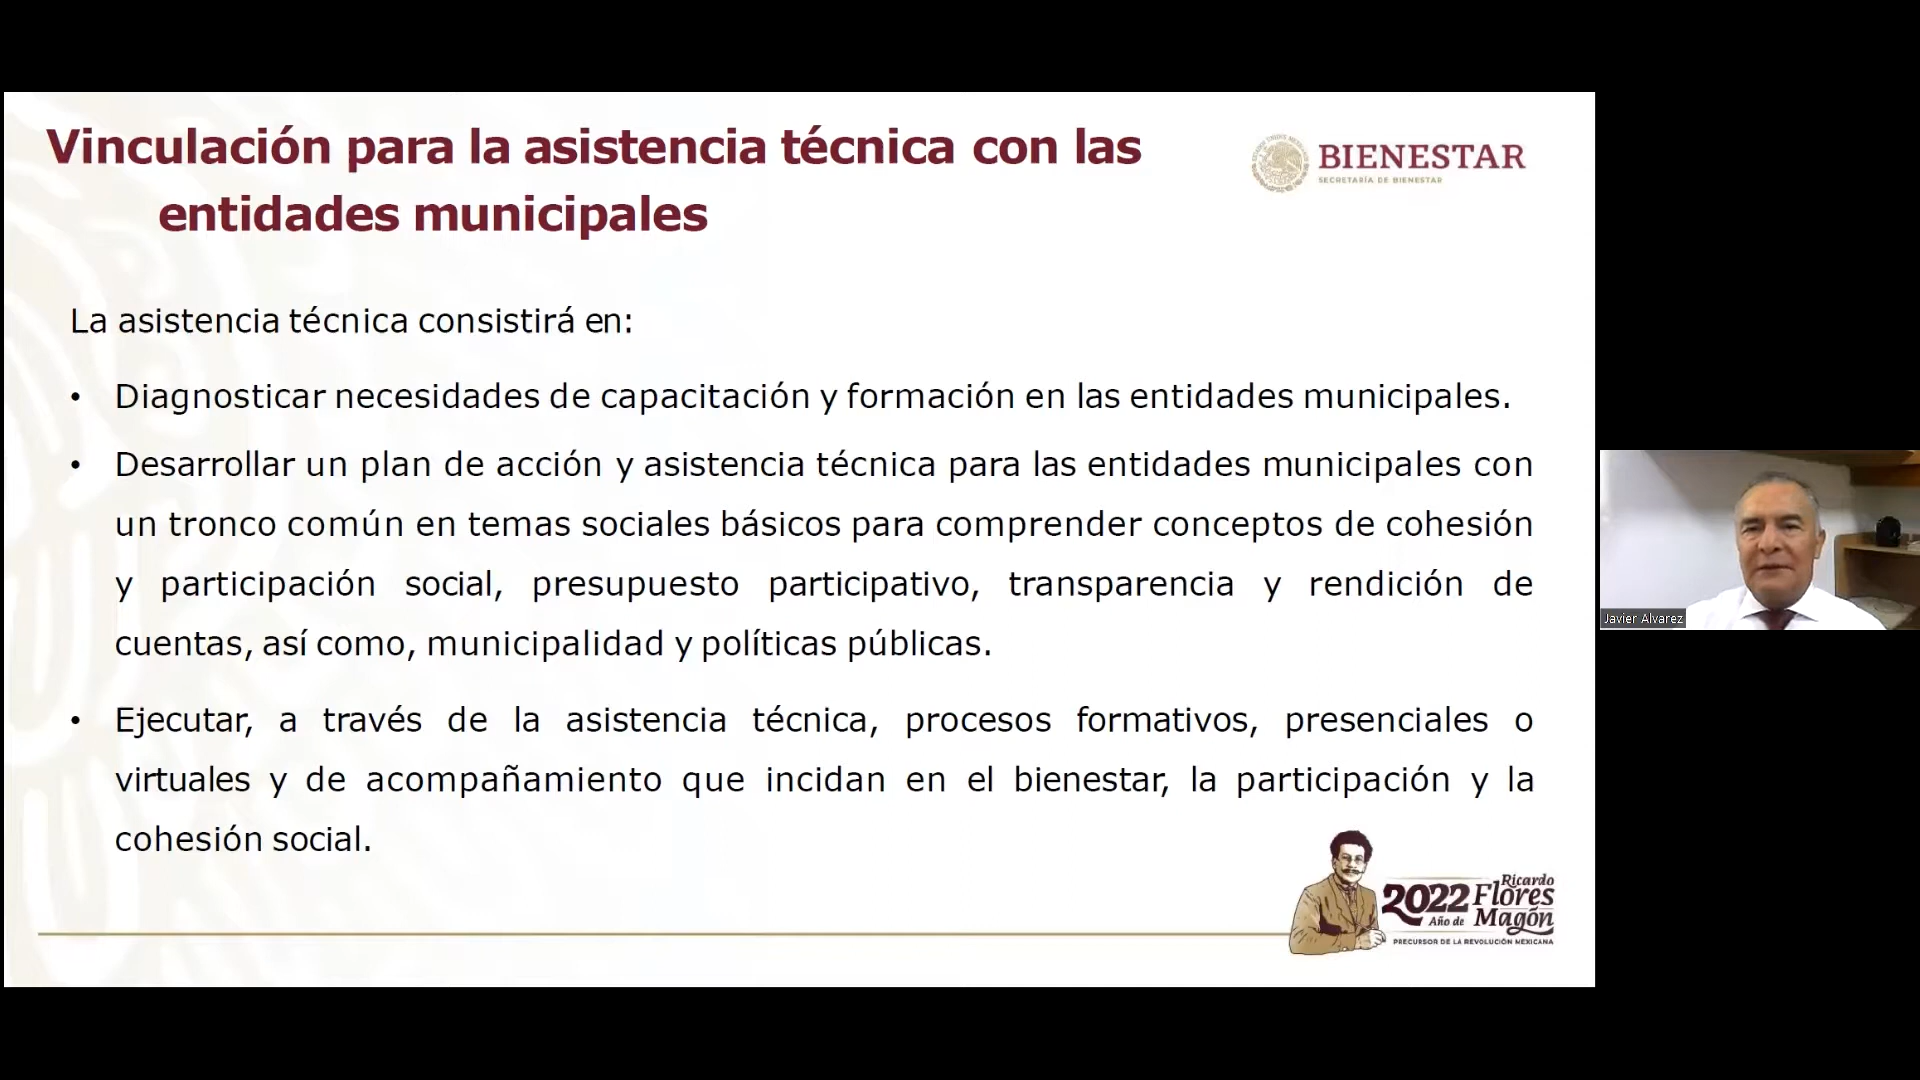 Vinculación para la asistencia técnica con las
entidades municipales
BIENESTAR
SECRETARÍA DE BIENESTAR
La asistencia técnica consistirá en:
• Diagnosticar necesidades de capacitación y formación en las entidades municipales.
• Desarrollar un plan de acción y asistencia técnica para las entidades municipales con
un tronco común en temas sociales básicos para comprender conceptos de cohesión
y participación social, presupuesto participativo, transparencia y rendición de
cuentas, así como, municipalidad y políticas públicas.
• Ejecutar, a través de la asistencia técnica, procesos formativos, presenciales o
virtuales y de acompañamiento que incidan en el bienestar, la participación y la
cohesión social.
2022 Ricardo
Flores
Año de Magón
PRECURSOR DE LA REVOLUCIÓN MEXICANA
Javier Alvarez